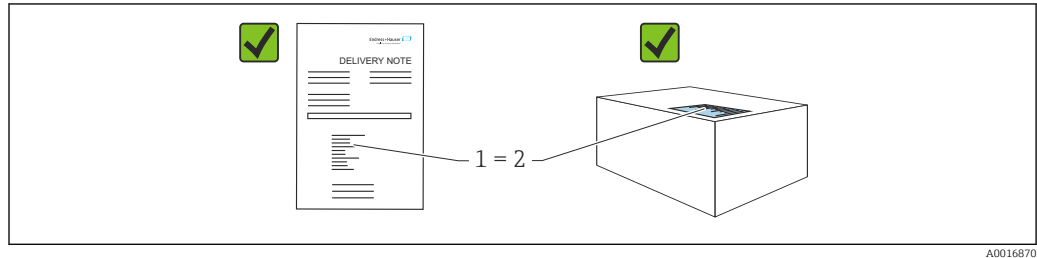 Endress+Hauser
DELIVERY NOTE
1 = 2
A0016870